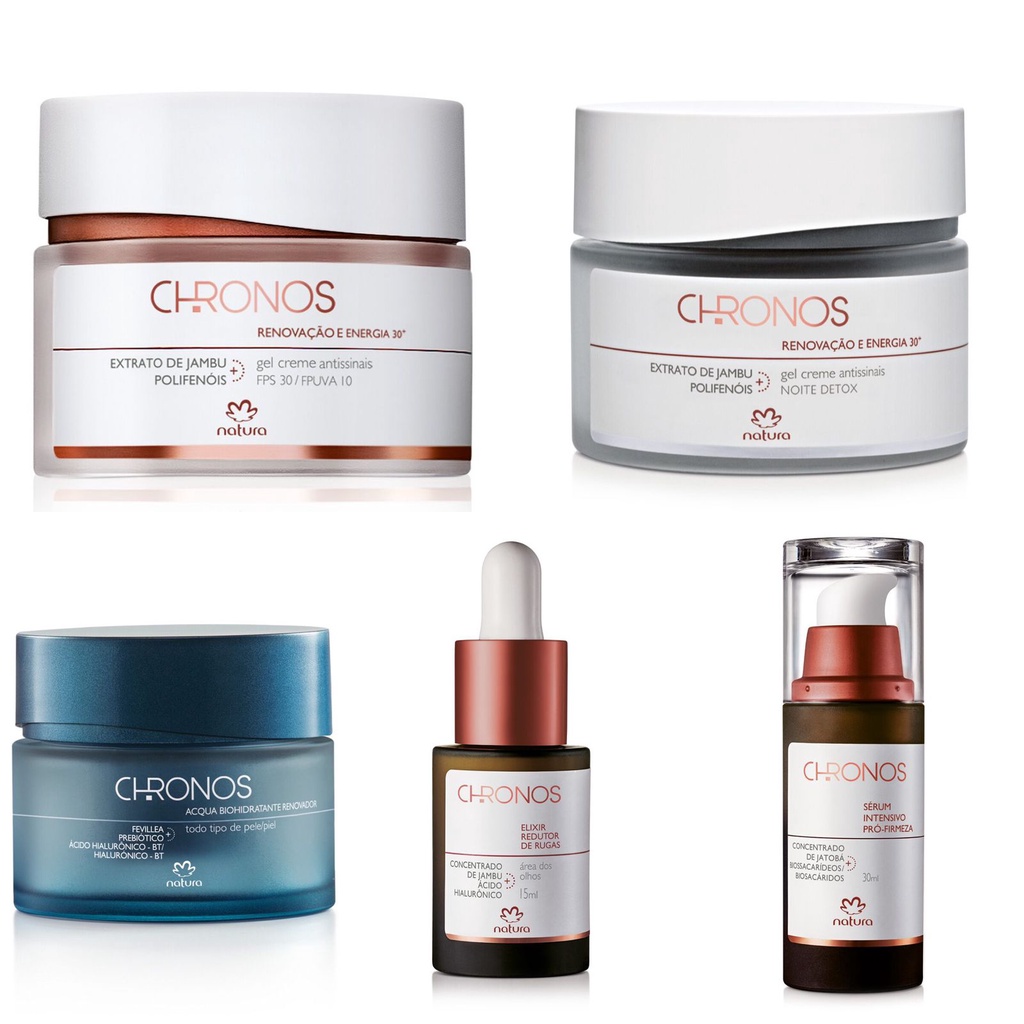 CHRONOS
RENOVAÇÃO E ENERGIA 30+
EXTRATO DE JAMBU
POLIFENÓIS
+
gel creme antissinais
FPS 30 / FPUVA 10
natura
CHRONOS
RENOVAÇÃO E ENERGIA 30+
EXTRATO DE JAMBU
POLIFENÓIS
+
gel creme antissinais
NOITE DETOX
natura
CHRONOS
ACQUA BIOHIDRATANTE RENOVADOR
FEVILLEA
PREBIÓTICO
ÁCIDO HIALURÔNICO - BT/
HIALURÓNICO - BT
+
todo tipo de pele/piel
natura
CHRONOS
ELIXIR
REDUTOR
DE RUGAS
CONCENTRADO
DE JAMBU
ÁCIDO
HIALURÔNICO
+
área dos
olhos
15ml
natura
CHRONOS
SÉRUM
INTENSIVO
PRÓ-FIRMEZA
CONCENTRADO
DE JATOBÁ
BIOSSACARÍDEOS/
BIOSACÁRIDOS
+
30ml
natura